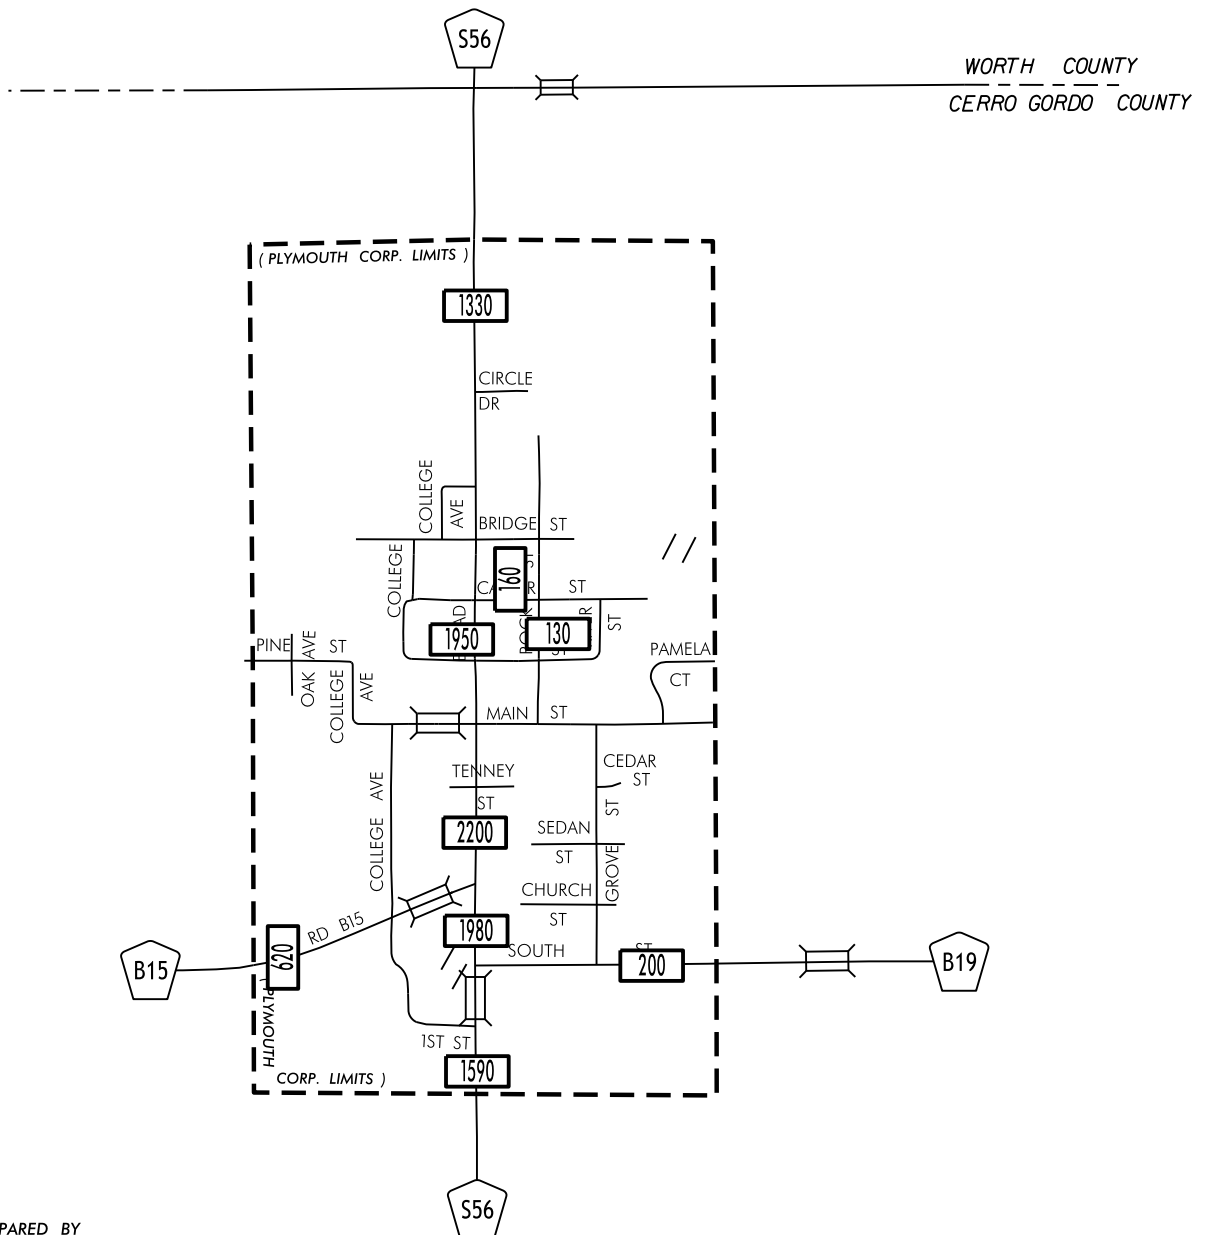 S56
WORTH COUNTY
CERRO GORDO COUNTY
( PLYMOUTH CORP. LIMITS )
1330
CIRCLE
DR
COLLEGE
AVE
BRIDGE ST
COLLEGE
160
ST
ST
1950
130
ST
ST
PINE ST
OAK AVE
COLLEGE
AVE
PAMELA
CT
MAIN ST
TENNEY
ST
CEDAR
ST
COLLEGE AVE
2200
SEDAN
ST
GROVE ST
CHURCH
ST
RD B15
1980
SOUTH ST
620
200
B15
B19
( PLYMOUTH
CORP. LIMITS )
1ST ST
1590
S56
BY